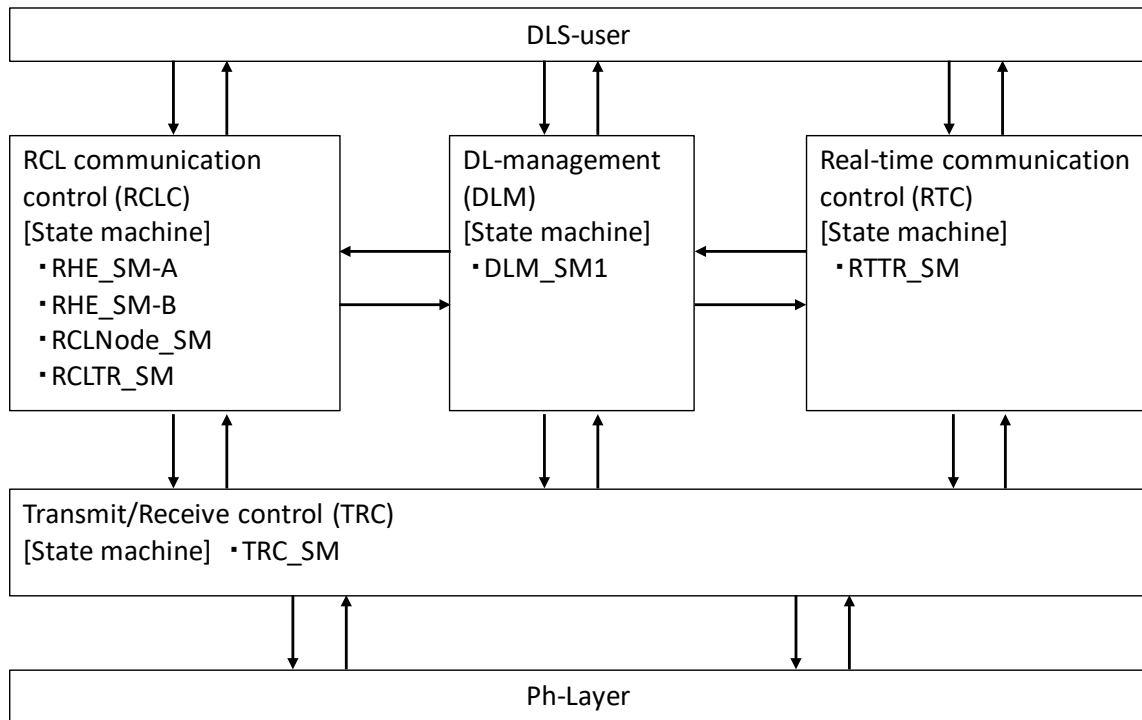 DLS-user
RCL communication
control (RCLC)
[State machine]
・RHE_SM-A
・RHE_SM-B
・RCLNode_SM
・RCLTR_SM
DL-management
(DLM)
[State machine]
・DLM_SM1
Real-time communication
control (RTC)
[State machine]
・RTTR_SM
Transmit/Receive control (TRC)
[State machine] ・TRC_SM
Ph-Layer